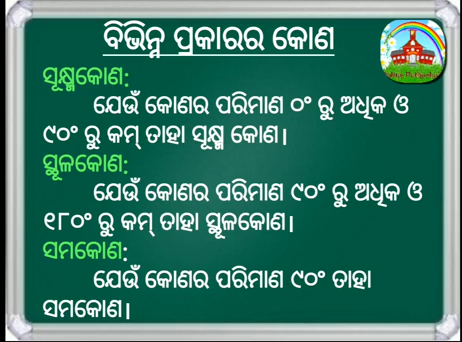 ବିଭିନ୍ନ ପ୍ରକାରର କୋଣ
ସୂକ୍ଷ୍ମକୋଣ:
ଯେଉଁ କୋଣର ପରିମାଣ ୦° ରୁ ଅଧିକ ଓ
୯୦° ରୁ କମ୍ ତାହା ସୂକ୍ଷ୍ମ କୋଣ।
ସ୍ଥୂଳକୋଣ:
ଯେଉଁ କୋଣର ପରିମାଣ ୯୦° ରୁ ଅଧିକ ଓ
୧୮୦° ରୁ କମ୍ ତାହା ସ୍ଥୂଳକୋଣ।
ସମକୋଣ:
ଯେଉଁ କୋଣର ପରିମାଣ ୯୦° ତାହା
ସମକୋଣ।